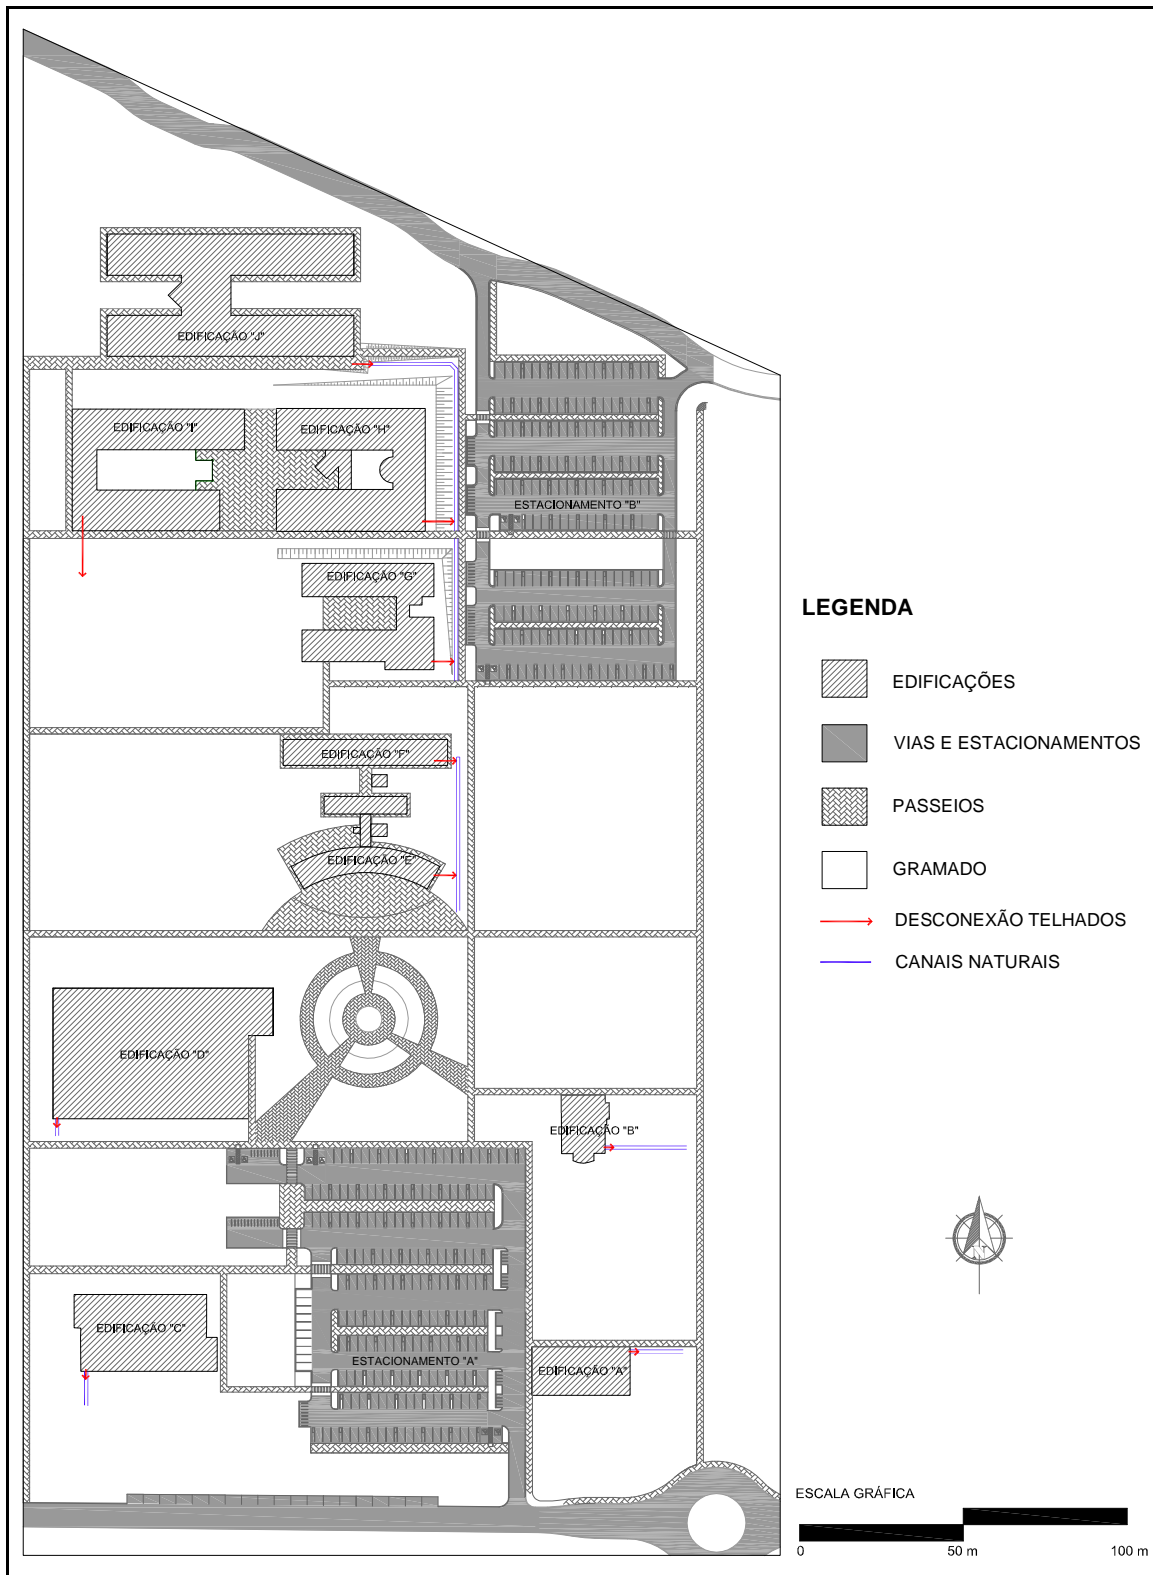 EDIFICAÇÃO "J"
EDIFICAÇÃO "I"
EDIFICAÇÃO "H"
ESTACIONAMENTO "B"
EDIFICAÇÃO "G"
EDIFICAÇÃO "F"
EDIFICAÇÃO "E"
EDIFICAÇÃO "D"
EDIFICAÇÃO "B"
EDIFICAÇÃO "C"
ESTACIONAMENTO "A"
EDIFICAÇÃO "A"
LEGENDA
EDIFICAÇÕES
VIAS E ESTACIONAMENTOS
PASSEIOS
GRAMADO
DESCONEXÃO TELHADOS
CANAIS NATURAIS
N
ESCALA GRÁFICA
0 50 m 100 m